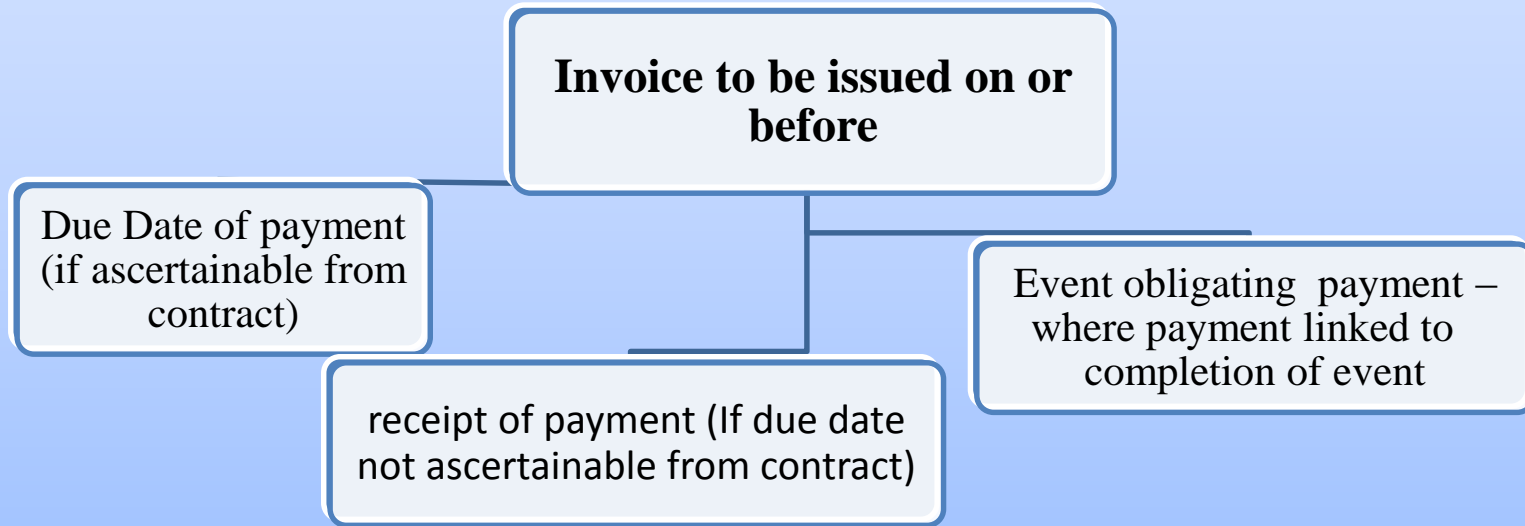 Invoice to be issued on or
before
Due Date of payment
(if ascertainable from
contract)
Event obligating payment –
where payment linked to
completion of event
receipt of payment (If due date
not ascertainable from contract)